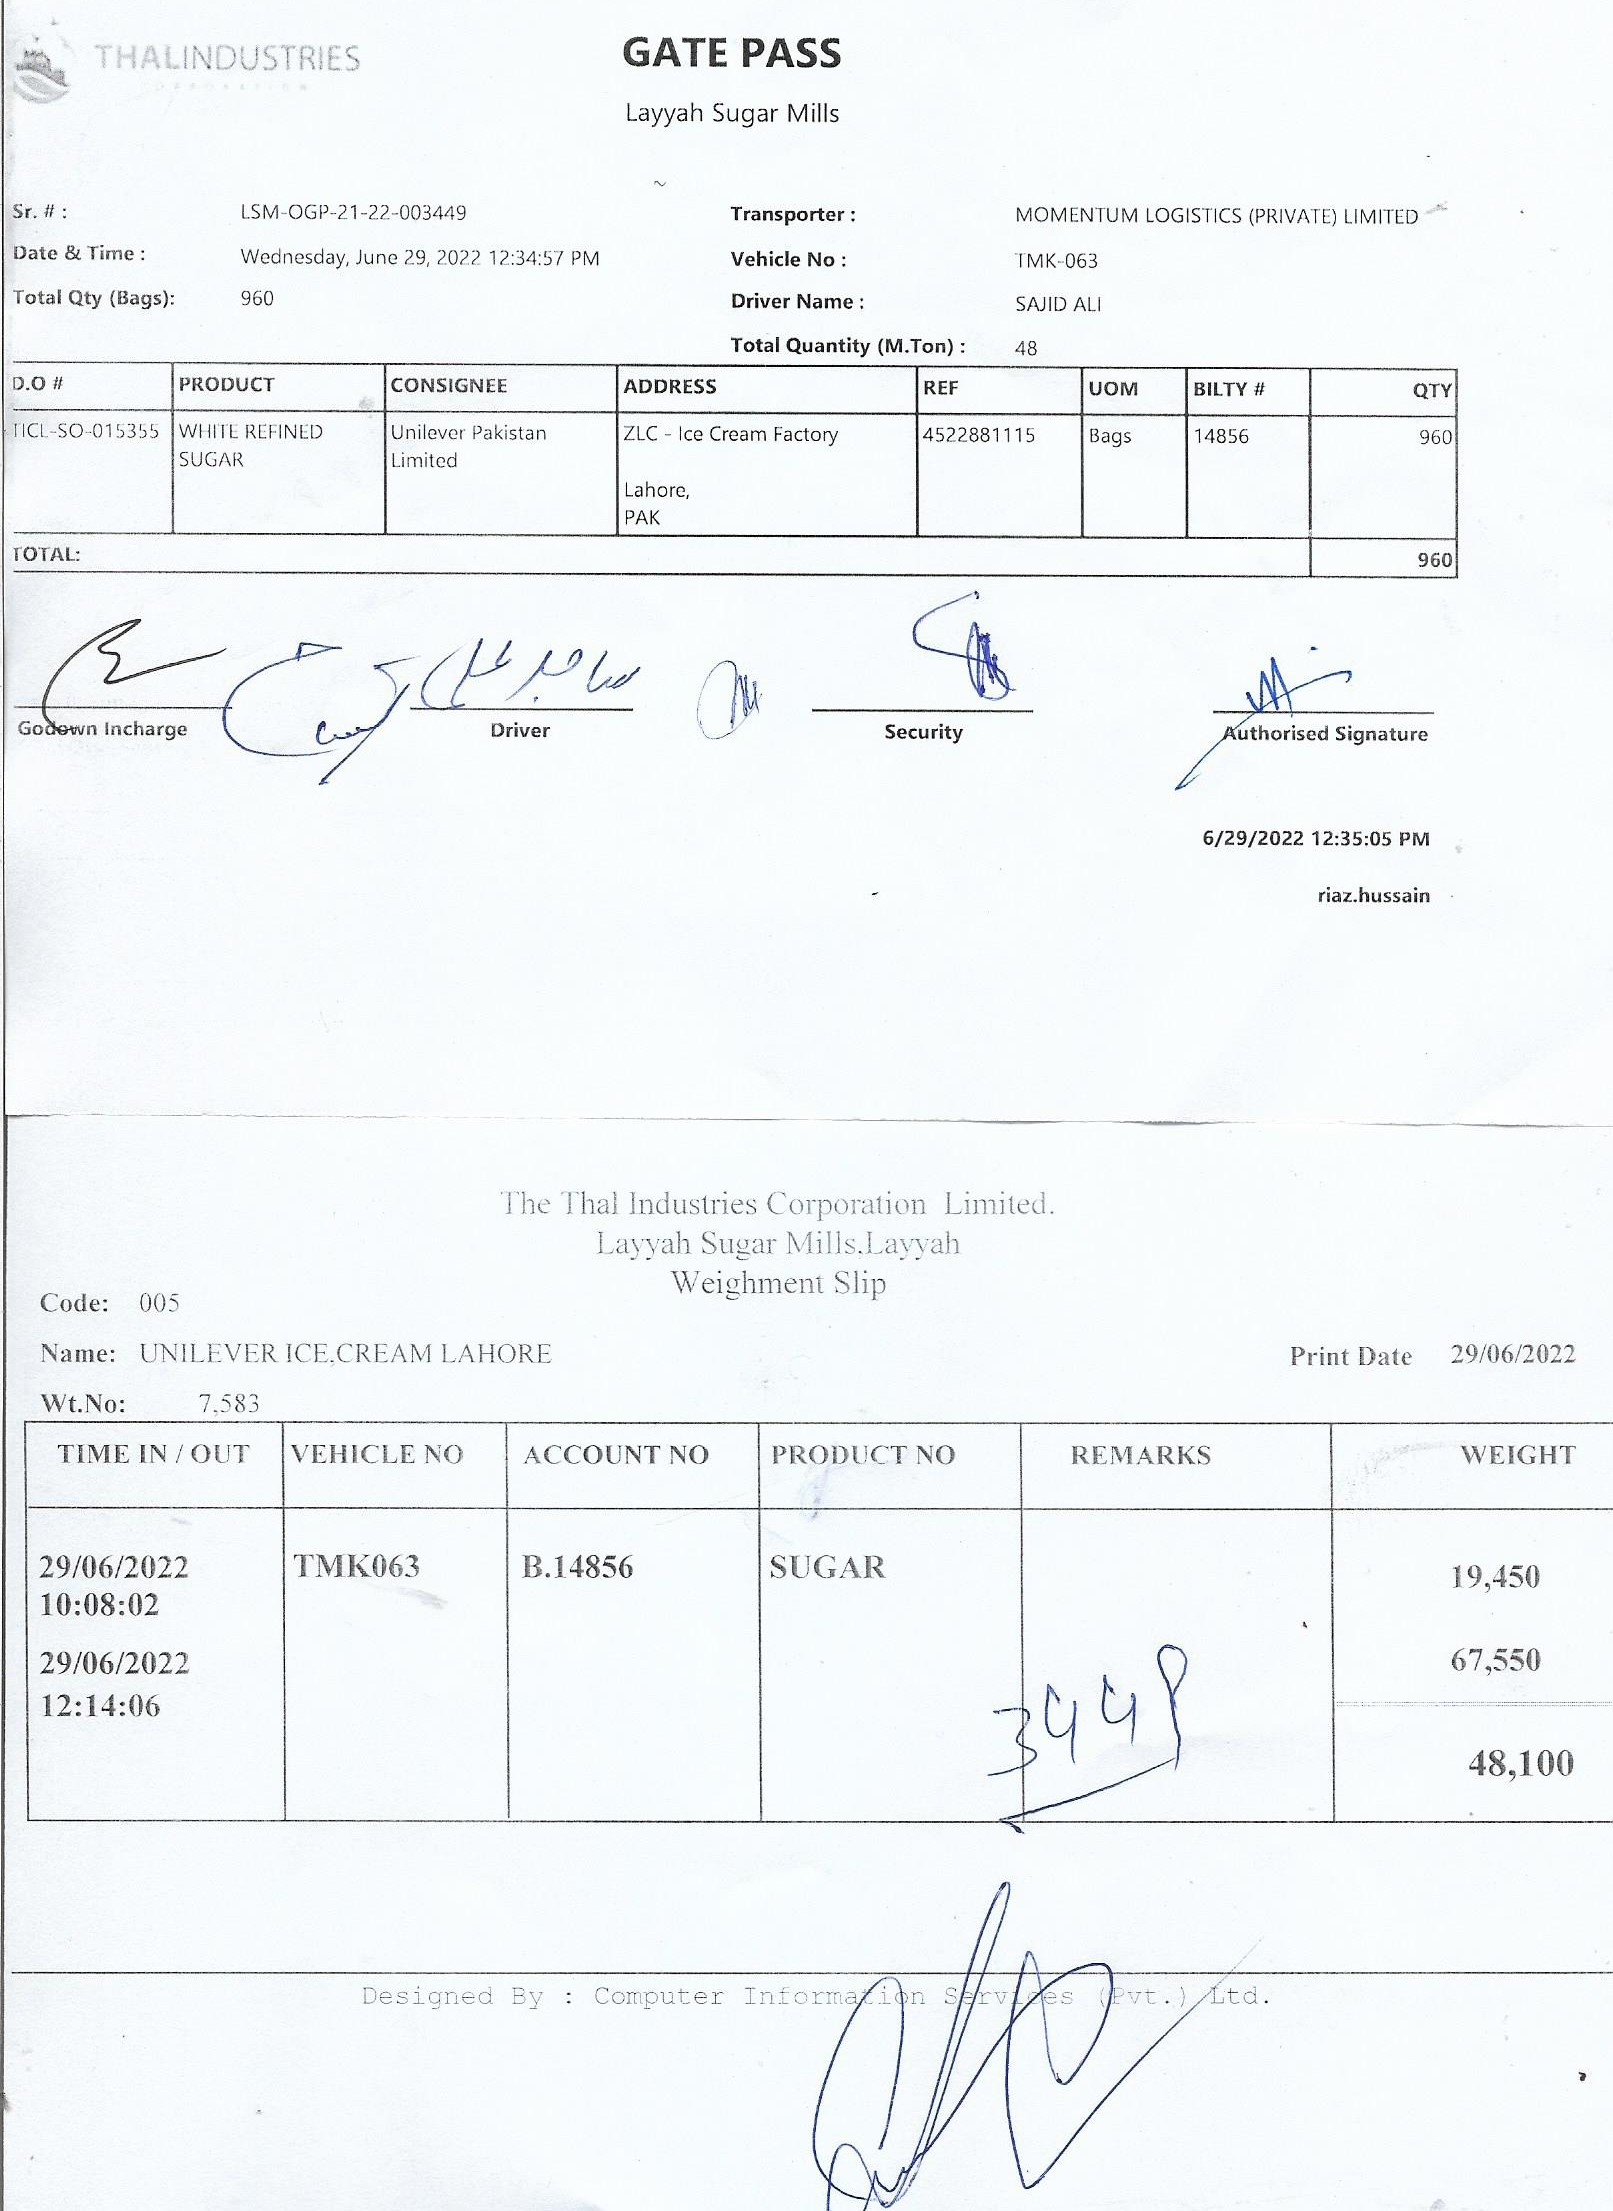 THALINDUSTRIES
CORPORATION
GATE PASS
Layyah Sugar Mills
Sr. # : LSM-OGP-21-22-003449
Transporter : MOMENTUM LOGISTICS (PRIVATE) LIMITED
Date & Time : Wednesday, June 29, 2022 12:34:57 PM
Vehicle No : TMK-063
Total Qty (Bags): 960
Driver Name : SAJID ALI
Total Quantity (M.Ton) : 48
D.O # PRODUCT CONSIGNEE ADDRESS REF UOM BILTY # QTY
TICL-SO-015355 WHITE REFINED Unilever Pakistan ZLC - Ice Cream Factory 4522881115 Bags 14856 960
SUGAR Limited
Lahore,
PAK
TOTAL: 960
Godown Incharge Driver Security Authorised Signature
6/29/2022 12:35:05 PM
riaz.hussain
The Thal Industries Corporation Limited.
Layyah Sugar Mills.Layyah
Weighment Slip
Code: 005
Name: UNILEVER ICE.CREAM LAHORE Print Date 29/06/2022
Wt.No: 7,583
TIME IN / OUT VEHICLE NO ACCOUNT NO PRODUCT NO REMARKS WEIGHT
29/06/2022 TMK063 B.14856 SUGAR 19,450
10:08:02
29/06/2022 67,550
12:14:06
48,100
Designed By : Computer Information Services (Pvt.) Ltd.